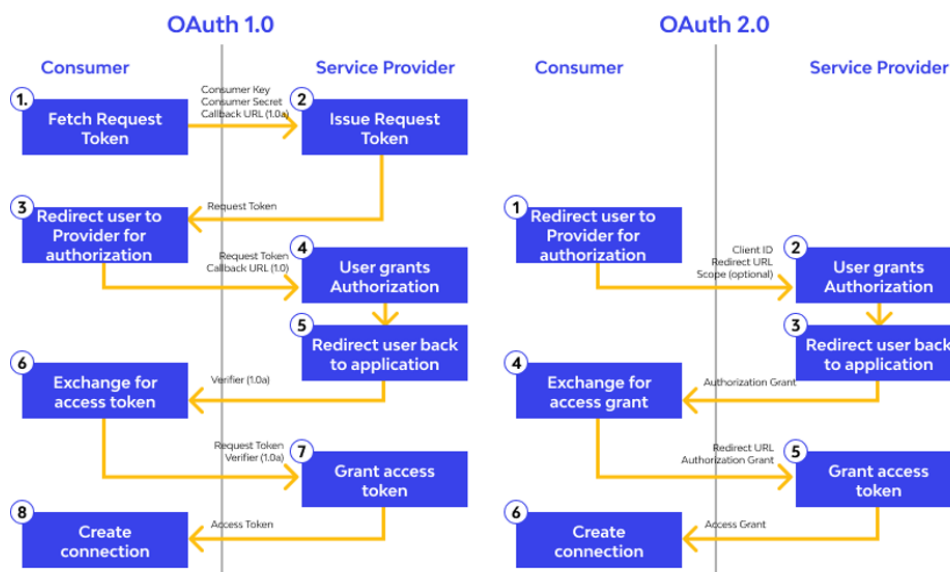 OAuth 1.0
Consumer
Service Provider
1.
Fetch Request
Token
Consumer Key
Consumer Secret
Callback URL (1.0a)
2
Issue Request
Token
3
Redirect user to
Provider for
authorization
Request Token
Request Token
Callback URL (1.0)
4
User grants
Authorization
5
Redirect user back
to application
6
Exchange for
access token
Verifier (1.0a)
Request Token
Verifier (1.0a)
7
Grant access
token
8
Create
connection
Access Token
OAuth 2.0
Consumer
Service Provider
1
Redirect user to
Provider for
authorization
Client ID
Redirect URL
Scope (optional)
2
User grants
Authorization
3
Redirect user back
to application
4
Exchange for
access grant
Authorization Grant
Redirect URL
Authorization Grant
5
Grant access
token
6
Create
connection
Access Grant